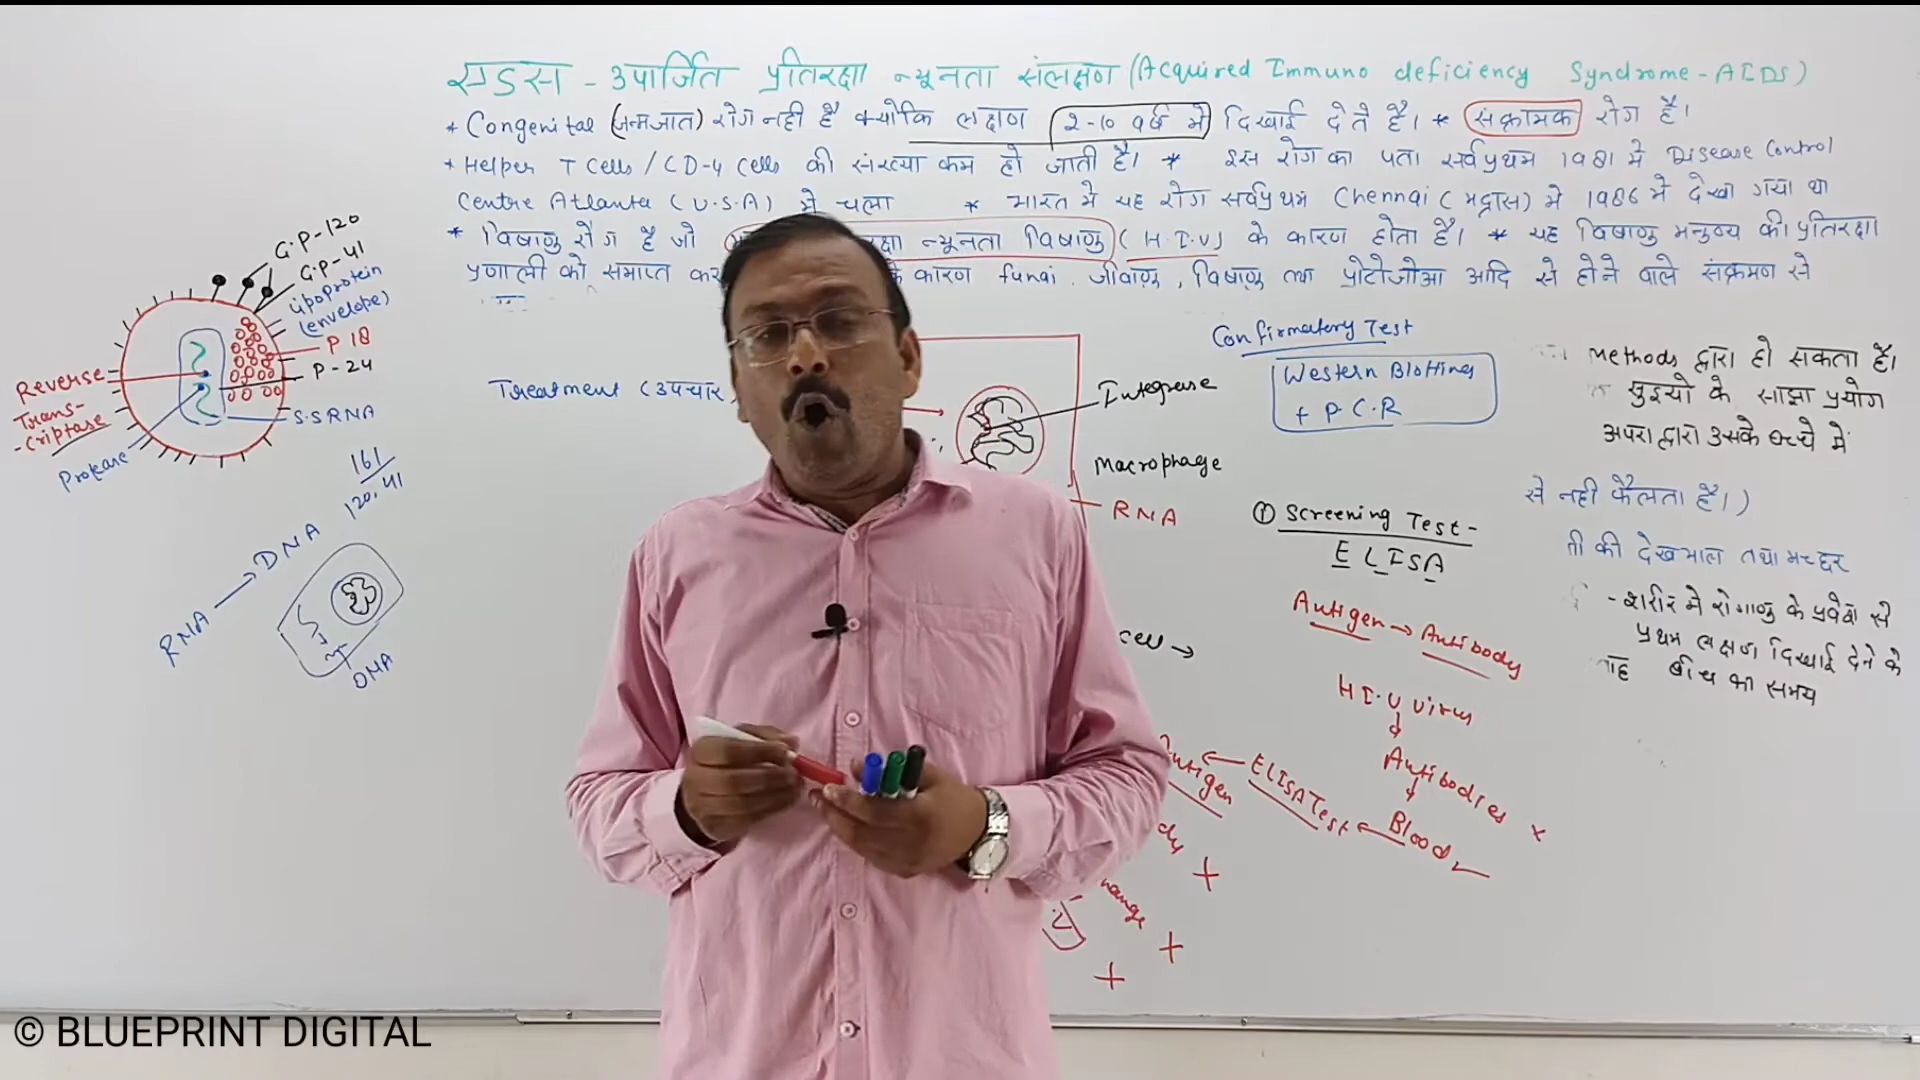 एड्स - उपार्जित प्रतिरक्षा न्यूनता संलक्षण (Acquired Immuno deficiency Syndrome - AIDS)
* Congenital (जन्मजात) रोग नही है क्योकि लक्षण 2-10 वर्ष मे दिखाई देते है। * संक्रामक रोग है।
* Helper T cells / CD-4 cells की संख्या कम हो जाती है। * इस रोग का पता सर्वप्रथम 1981 मे Disease Control
Centre Atlanta (U.S.A) मे चला * भारत मे यह रोग सर्वप्रथम Chennai (मद्रास) मे 1986 मे देखा गया था
* विषाणु रोग है जो न्यूनता विषाणु (H.I.V) के कारण होता है। * यह विषाणु मनुष्य की प्रतिरक्षा
प्रणाली को समाप्त कर के कारण fungi, जीवाणु, विषाणु तथा प्रोटोजोआ आदि से होने वाले संक्रमण से
G.P-120
G.P-41
Lipoprotein
(envelope)
P 18
P-24
S.S RNA
Reverse
Trans-
-criptase
Protease
161
120, 41
RNA → DNA
DNA
Treatment (उपचार)
Integrase
Macrophage
RNA
cell →
Confirmatory Test
Western Blotting
+ P.C.R
① Screening Test -
ELISA
Antigen → Antibody
H.I.V virus
Antibodies x
Blood
ELISA Test
Antigen
+
+
+
Methods द्वारा हो सकता है।
सुइयो के साझा प्रयोग
द्वारा उसके बच्चे में
से नही फैलता है।)
की देखभाल तथा मच्छर
- शरीर मे रोगाणु के प्रवेश से
प्रथम लक्षण दिखाई देने के
बीच का समय
© BLUEPRINT DIGITAL